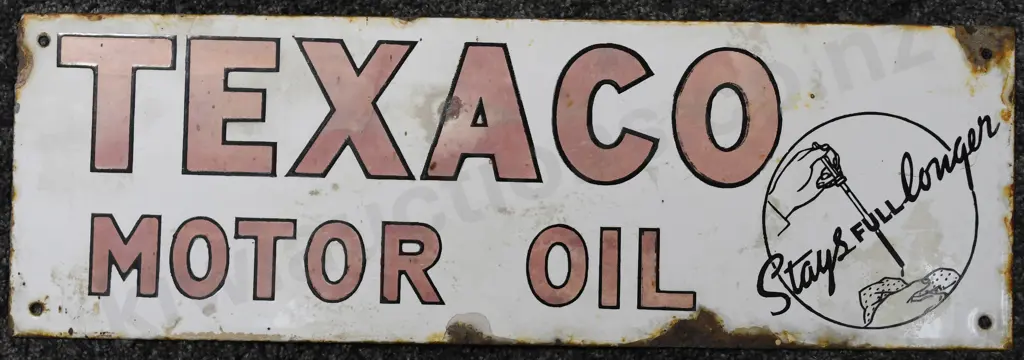 TEXACO
MOTOR OIL
Stays FULL longer